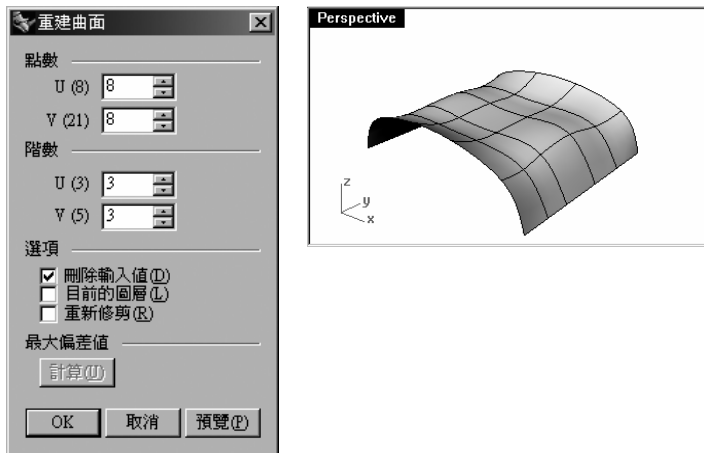 重建曲面
點數
U (8) 8
V (21) 8
階數
U (3) 3
V (5) 3
選項
刪除輸入值(D)
目前的圖層(L)
重新修剪(R)
最大偏差值
計算(U)
OK 取消 預覽(P)
Perspective
z
y
x